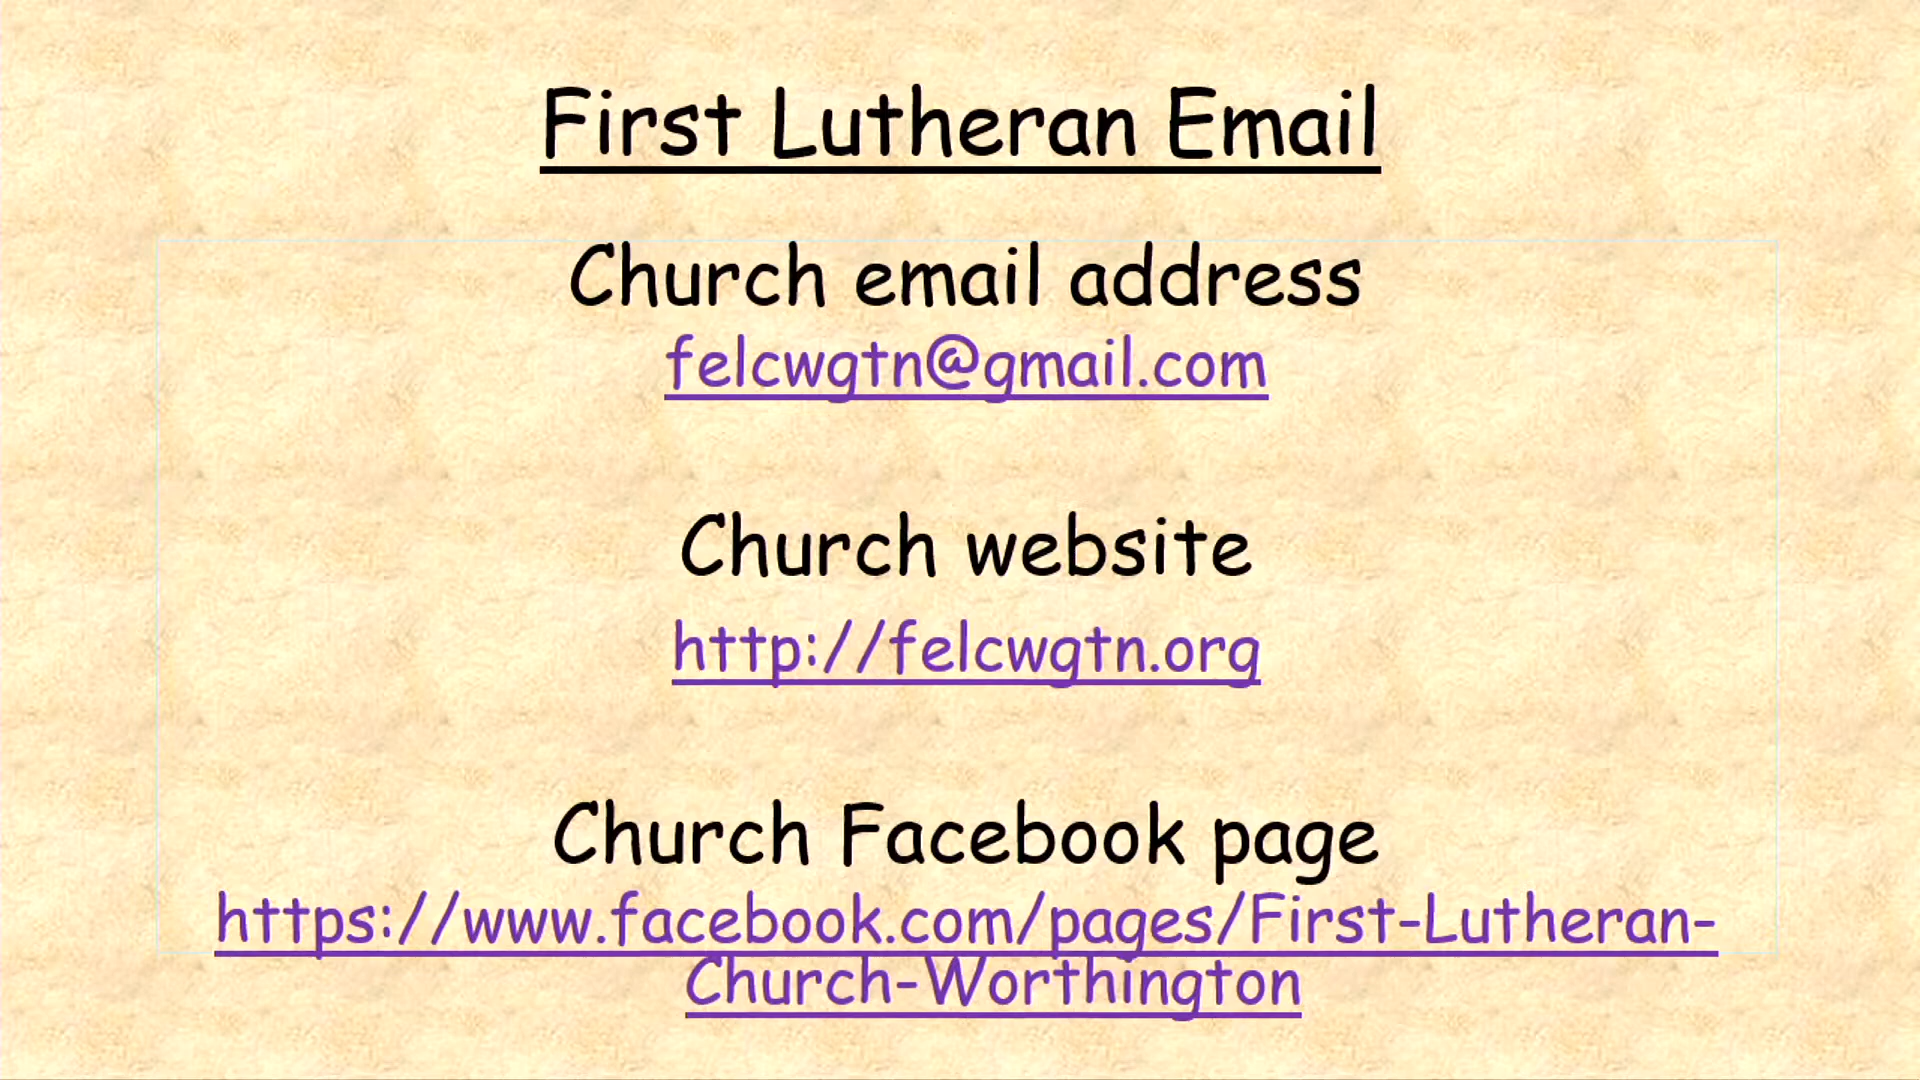 First Lutheran Email
Church email address
felcwgtn@gmail.com
Church website
http://felcwgtn.org
Church Facebook page
https://www.facebook.com/pages/First-Lutheran-
Church-Worthington